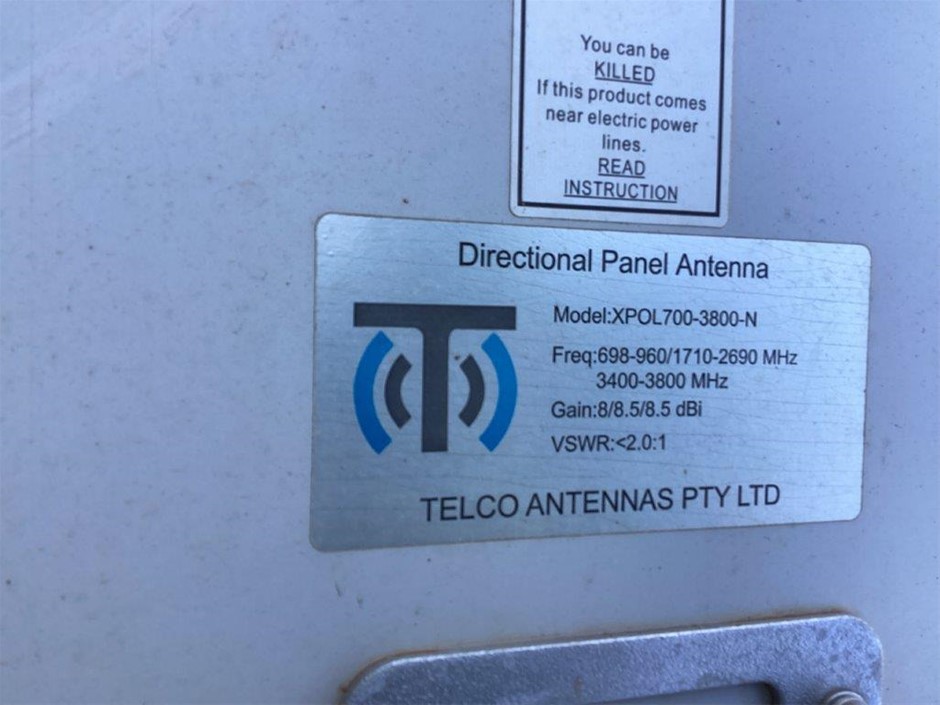 You can be
KILLED
If this product comes
near electric power
lines.
READ
INSTRUCTION
Directional Panel Antenna
Model:XPOL700-3800-N
Freq:698-960/1710-2690 MHz
3400-3800 MHz
Gain:8/8.5/8.5 dBi
VSWR:<2.0:1
TELCO ANTENNAS PTY LTD